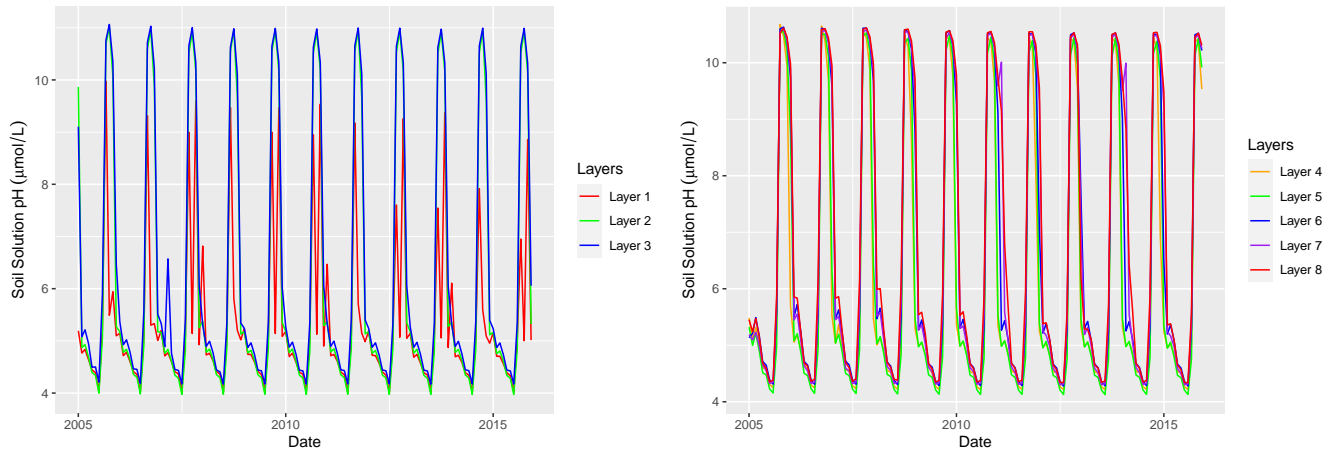 Soil Solution pH (μmol/L)
10
8
6
4
2005
2010
2015
Date
Layers
Layer 1
Layer 2
Layer 3
Soil Solution pH (μmol/L)
10
8
6
4
2005
2010
2015
Date
Layers
Layer 4
Layer 5
Layer 6
Layer 7
Layer 8